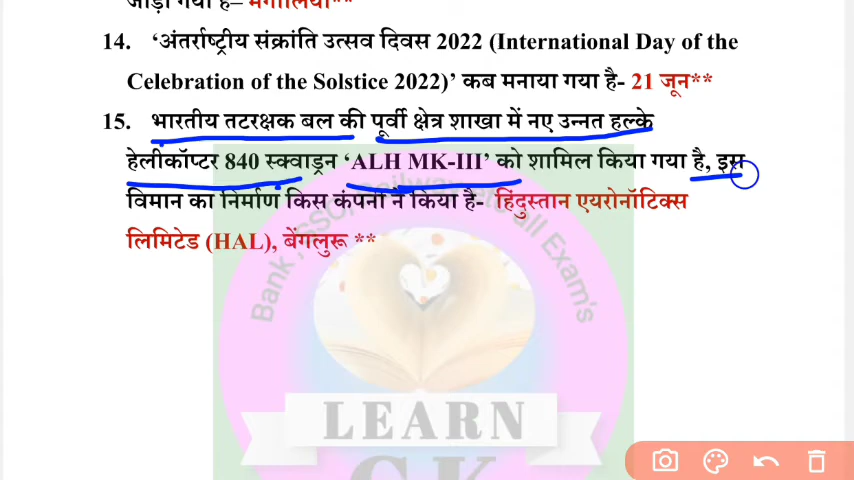 जोड़ा गया है– मंगोलिया**
14. ‘अंतर्राष्ट्रीय संक्रांति उत्सव दिवस 2022 (International Day of the
Celebration of the Solstice 2022)’ कब मनाया गया है- 21 जून**
15. भारतीय तटरक्षक बल की पूर्वी क्षेत्र शाखा में नए उन्नत हल्के
हेलीकॉप्टर 840 स्क्वाड्रन ‘ALH MK-III’ को शामिल किया गया है, इस
विमान का निर्माण किस कंपनी ने किया है- हिंदुस्तान एयरोनॉटिक्स
लिमिटेड (HAL), बेंगलुरू **
LEARN
GK